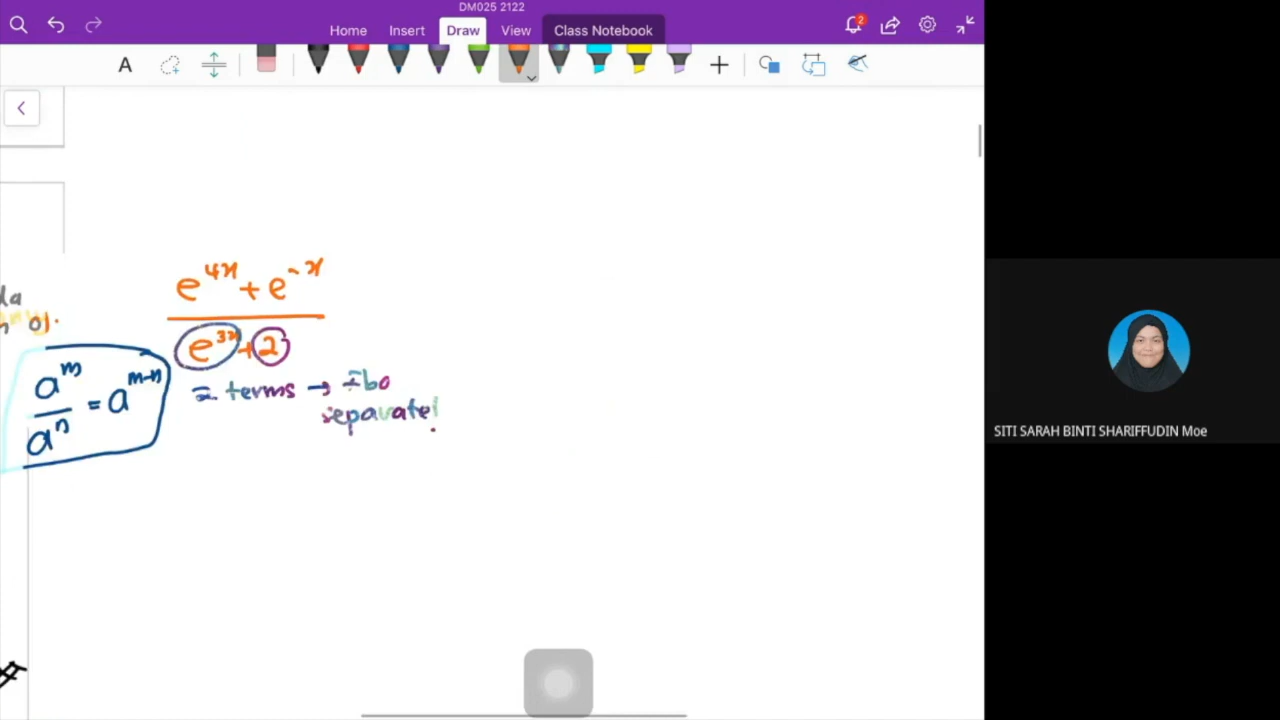 DM025 2122
Home Insert Draw View Class Notebook
2
A
e^{4x} + e^{-x}
e^{3x} + 2
a^m / a^n = a^{m-n}
2 terms →
separate!
SITI SARAH BINTI SHARIFFUDIN Moe